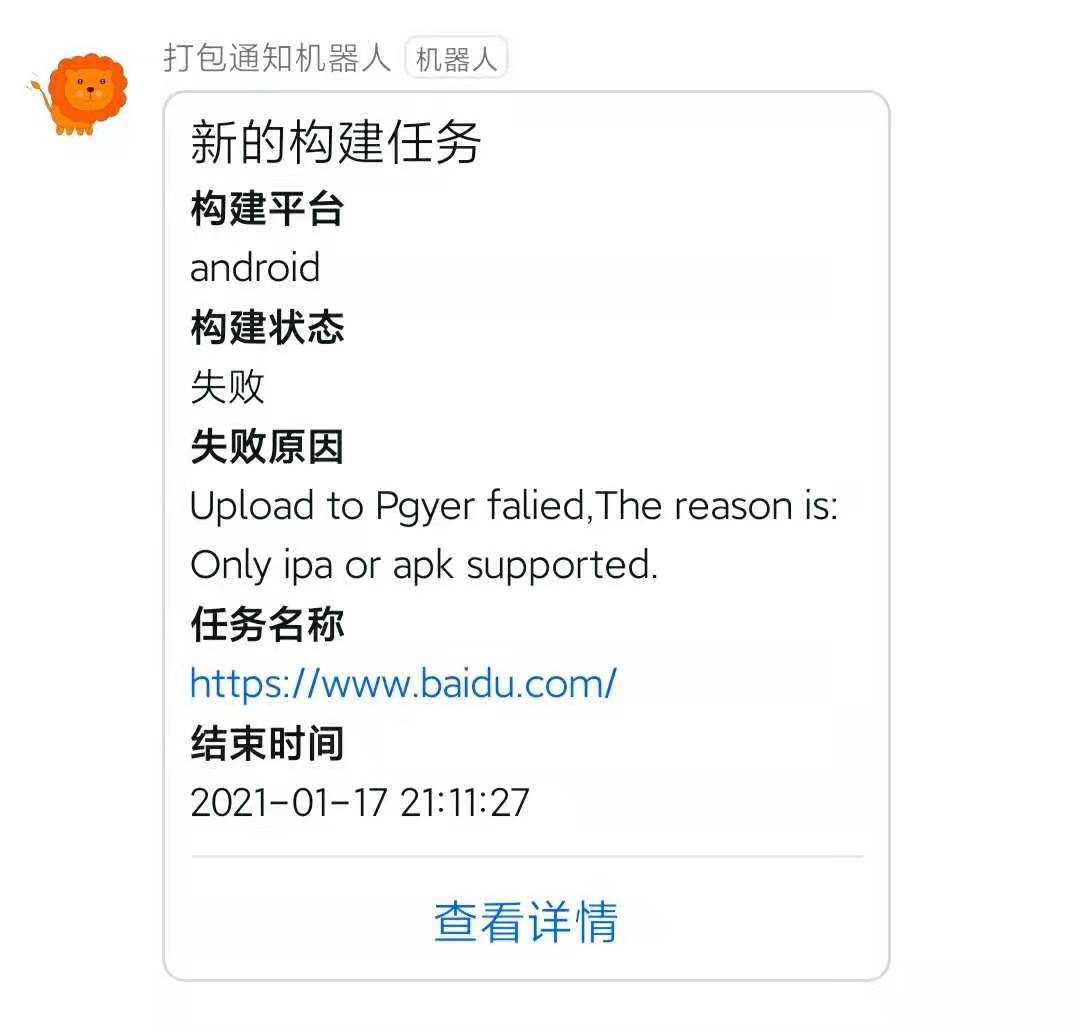 打包通知机器人 机器人
新的构建任务
构建平台
android
构建状态
失败
失败原因
Upload to Pgyer falied,The reason is:
Only ipa or apk supported.
任务名称
https://www.baidu.com/
结束时间
2021-01-17 21:11:27
查看详情